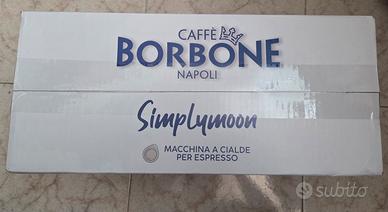 CAFFÈ
BORBONE
NAPOLI
Simplymoon
MACCHINA A CIALDE
PER ESPRESSO
subito